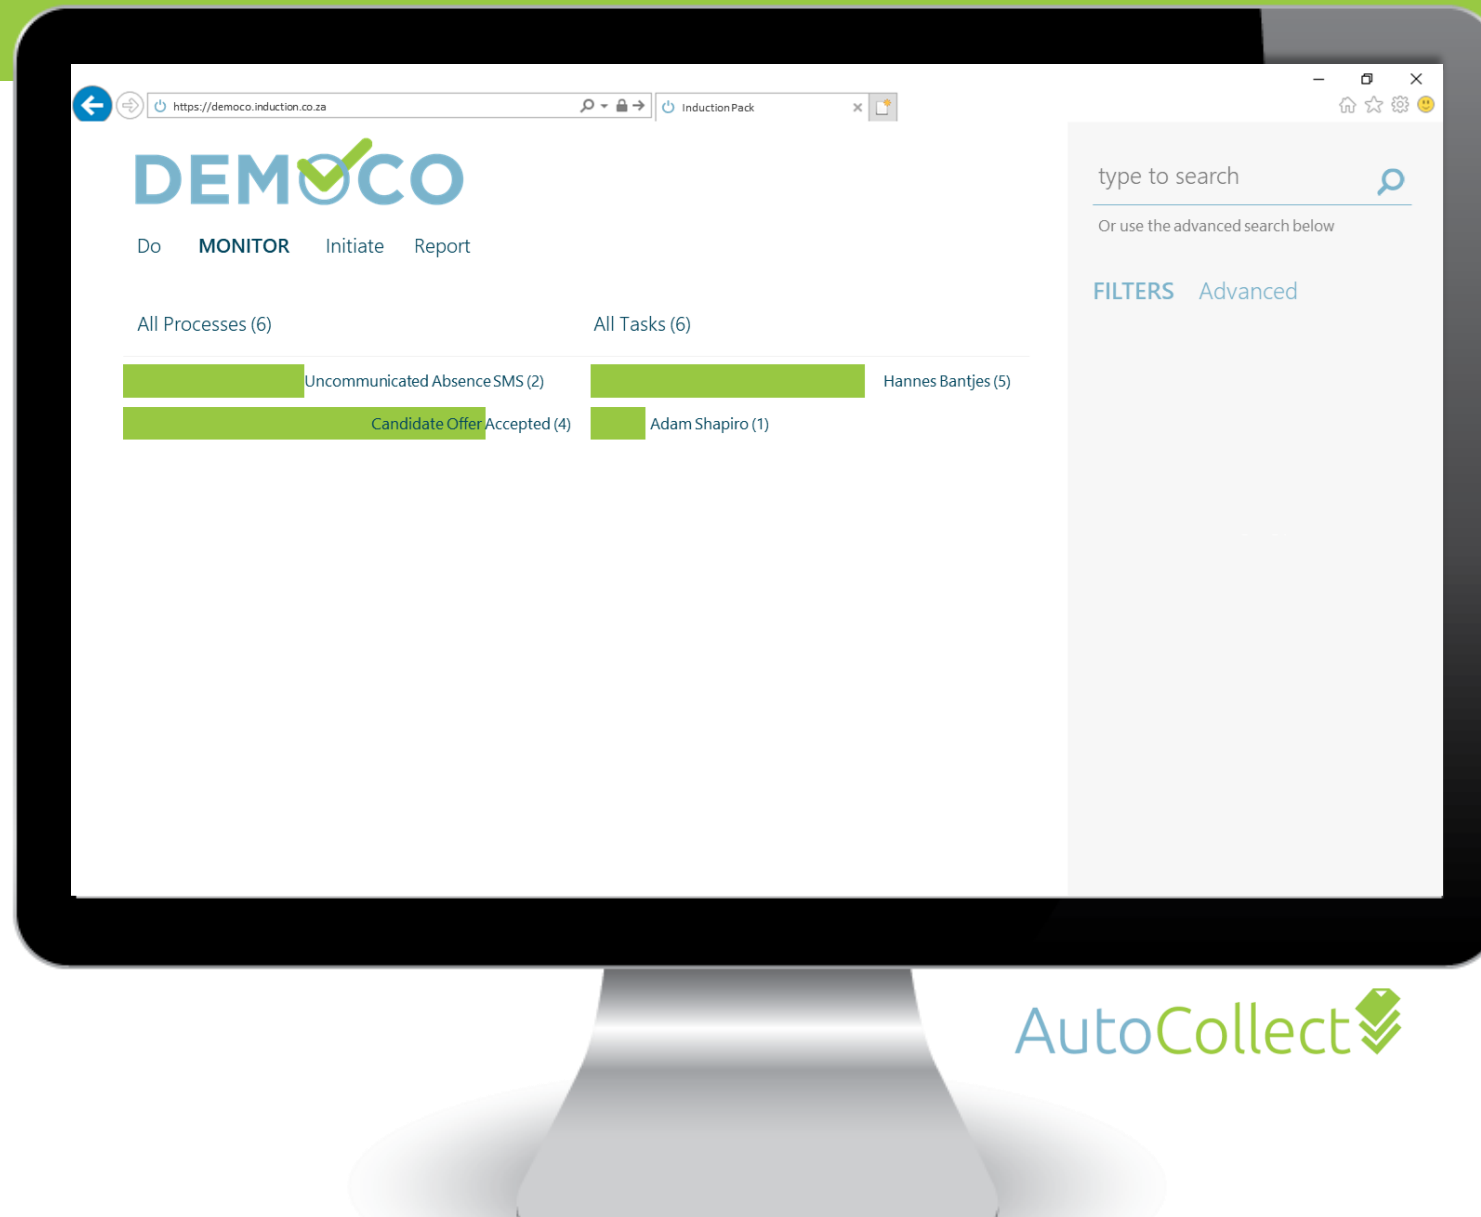 https://democo.induction.co.za
Induction Pack
DEMOCO
Do MONITOR Initiate Report
All Processes (6)
All Tasks (6)
Uncommunicated Absence SMS (2)
Hannes Bantjes (5)
Candidate Offer Accepted (4)
Adam Shapiro (1)
type to search
Or use the advanced search below
FILTERS Advanced
AutoCollect